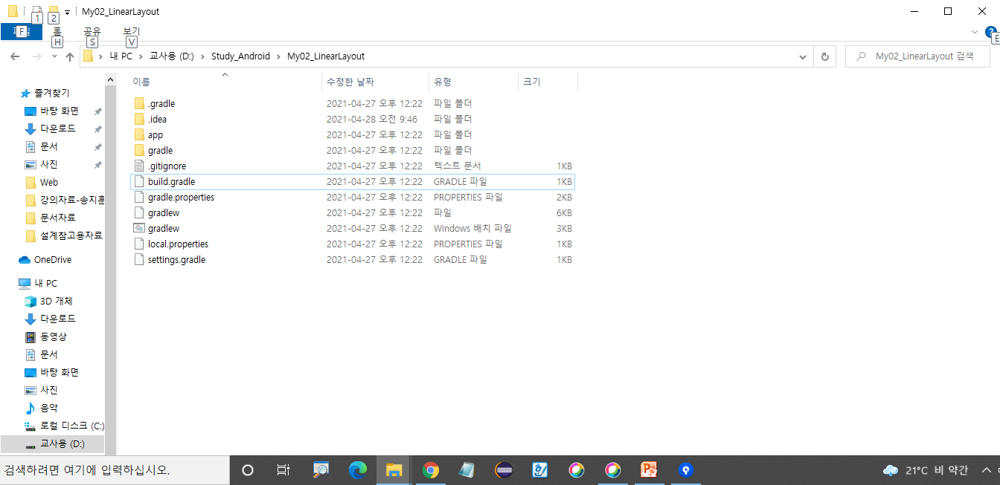 1 2 My02_LinearLayout
F 홈 공유 보기
H S V E
내 PC 교사용 (D:) Study_Android My02_LinearLayout My02_LinearLayout 검색
이름 수정한 날짜 유형 크기
.gradle 2021-04-27 오후 12:22 파일 폴더
.idea 2021-04-28 오전 9:46 파일 폴더
app 2021-04-27 오후 12:22 파일 폴더
gradle 2021-04-27 오후 12:22 파일 폴더
.gitignore 2021-04-27 오후 12:22 텍스트 문서 1KB
build.gradle 2021-04-27 오후 12:22 GRADLE 파일 1KB
gradle.properties 2021-04-27 오후 12:22 PROPERTIES 파일 2KB
gradlew 2021-04-27 오후 12:22 파일 6KB
gradlew 2021-04-27 오후 12:22 Windows 배치 파일 3KB
local.properties 2021-04-27 오후 12:22 PROPERTIES 파일 1KB
settings.gradle 2021-04-27 오후 12:22 GRADLE 파일 1KB
즐겨찾기
바탕 화면
다운로드
문서
사진
Web
강의자료-송지훈
문서자료
설계참고용자료
OneDrive
내 PC
3D 개체
다운로드
동영상
문서
바탕 화면
사진
음악
로컬 디스크 (C:)
교사용 (D:)
검색하려면 여기에 입력하십시오.
21°C 비 약간